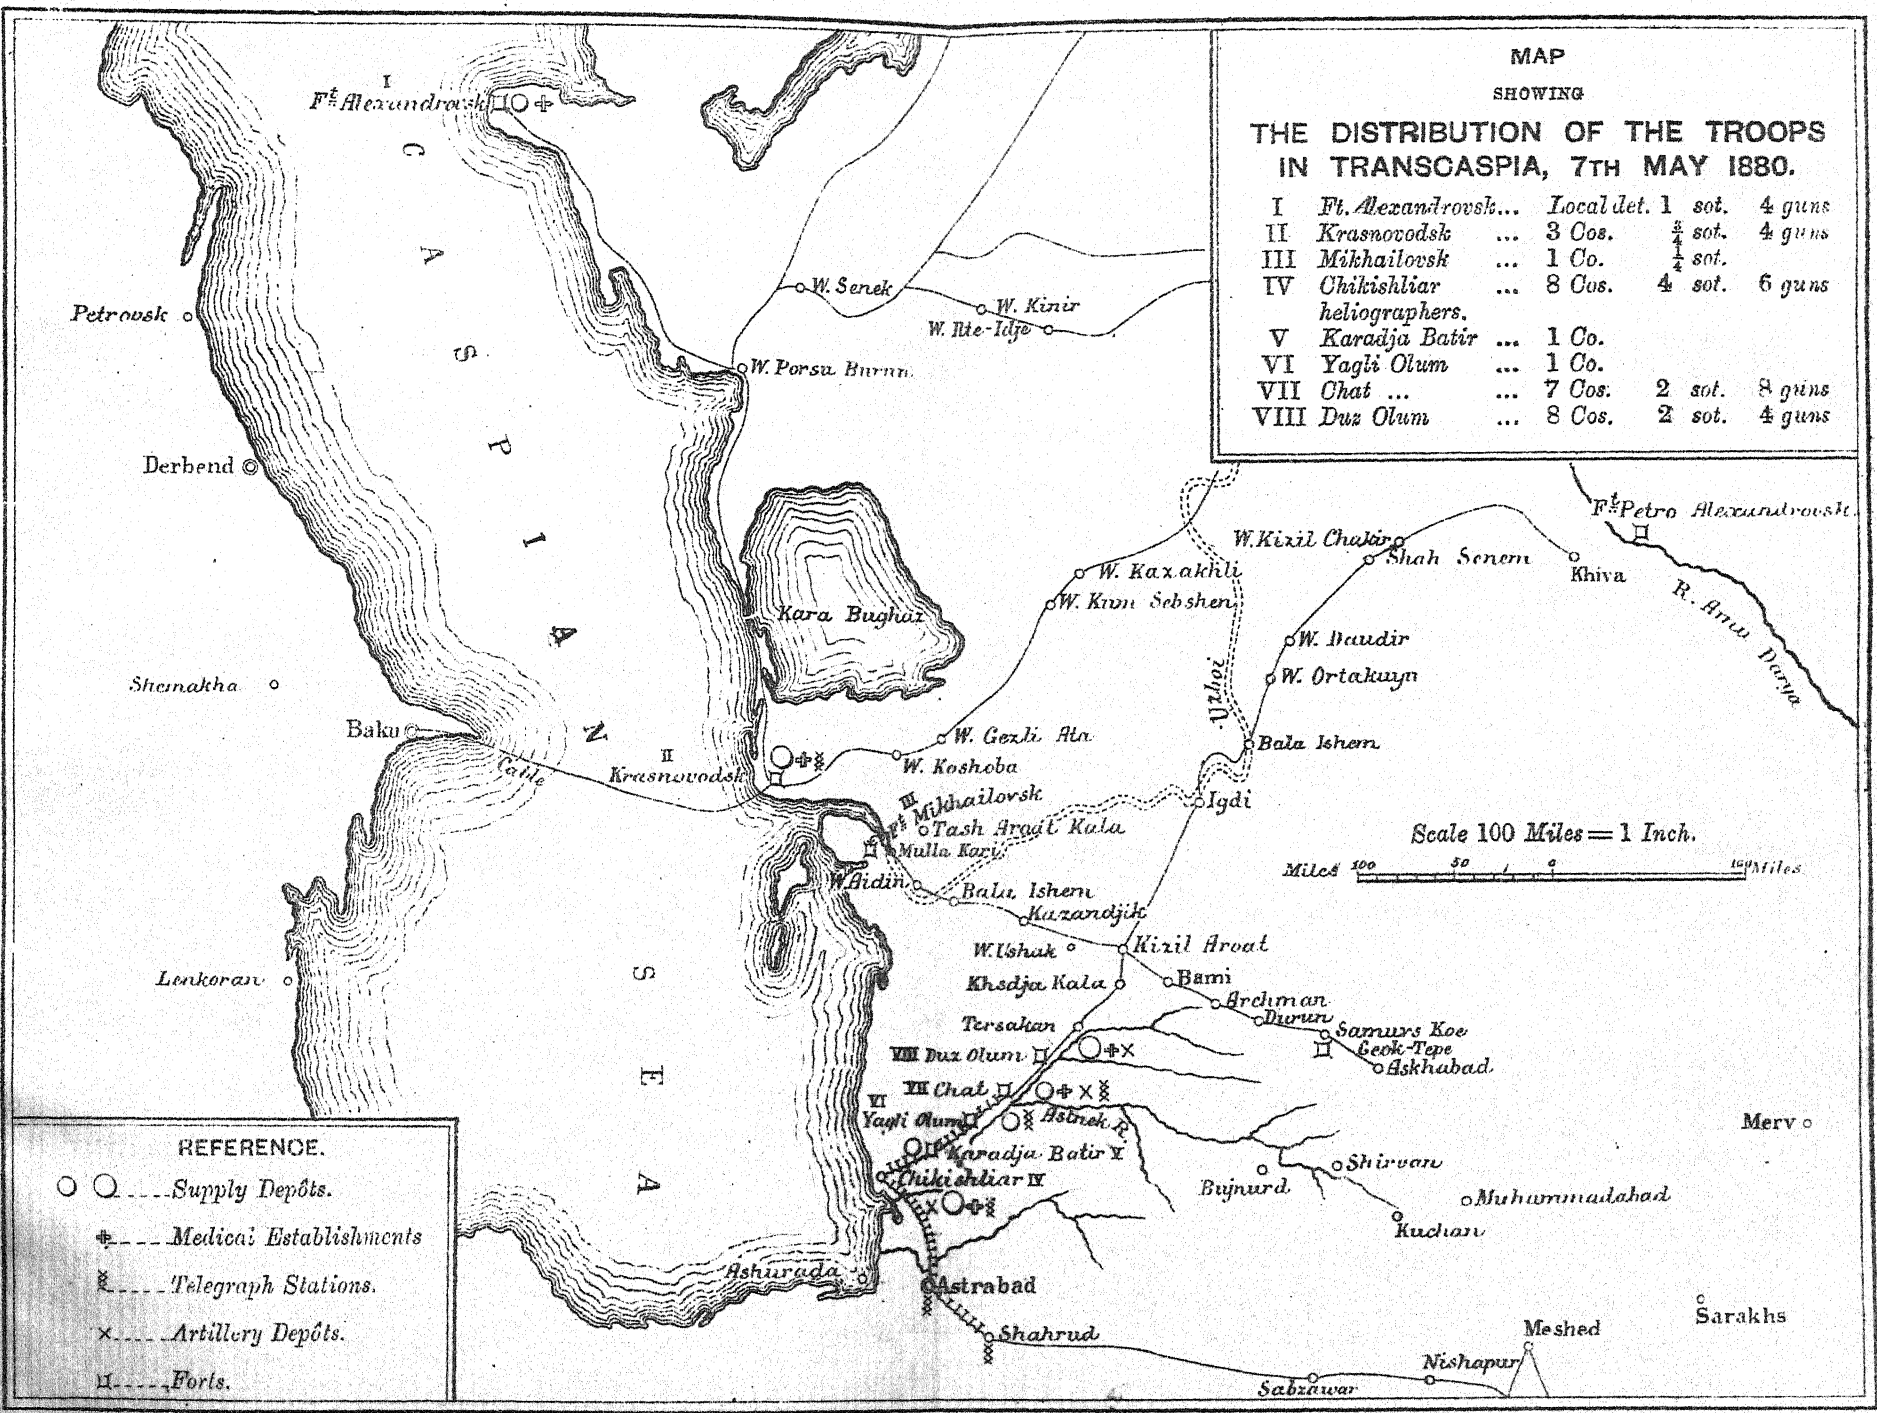 MAP
SHOWING
THE DISTRIBUTION OF THE TROOPS
IN TRANSCASPIA, 7TH MAY 1880.
I Ft. Alexandrovsk... Local det. 1 sot. 4 guns
II Krasnovodsk ... 3 Cos. ¾ sot. 4 guns
III Mikhailovsk ... 1 Co. ¼ sot.
IV Chikishliar ... 8 Cos. 4 sot. 6 guns
heliographers.
V Karadja Batir ... 1 Co.
VI Yagli Olum ... 1 Co.
VII Chat ... ... 7 Cos. 2 sot. 8 guns
VIII Duz Olum ... 8 Cos. 2 sot. 4 guns
I
Ft. Alexandrovsk
CASPIAN
SEA
W. Senek
W. Kinir
W. Ite-Idje
Petrovsk
W. Porsu Burun
Derbend
Ft. Petro Alexandrovsk.
W. Kizil Chakir
Shah Senem
Khiva
W. Kazakhli
W. Kum Sebshen
R. Amu Darya
Kara Bughaz
W. Daudir
W. Ortakuyn
Uzboi
Shemakha
Baku
Cable
II
Krasnovodsk
W. Gezli Ata
W. Koshoba
Bala Ishem
Igdi
III
Ft. Mikhailovsk
Tash Arvat Kala
Mulla Kari
Scale 100 Miles = 1 Inch.
Miles 100 50 0 100 Miles
W. Aidin
Bala Ishem
Kazandjik
W. Ushak
Kizil Arvat
Lenkoran
Khodja Kala
Bami
Archman
Durun
Tersakan
Samurs Koe
Geok-Tepe
Askhabad
VIII Duz Olum
VII Chat
VI
Yagli Olum
Astnek R.
Karadja Batir V
Chikishliar IV
Merv
Shirvan
Bujnurd
Muhammadabad
Kuchan
Ashurada
Astrabad
Shahrud
Sarakhs
Meshed
Nishapur
Sabzawar
REFERENCE.
Supply Depôts.
Medical Establishments
Telegraph Stations.
Artillery Depôts.
Forts.